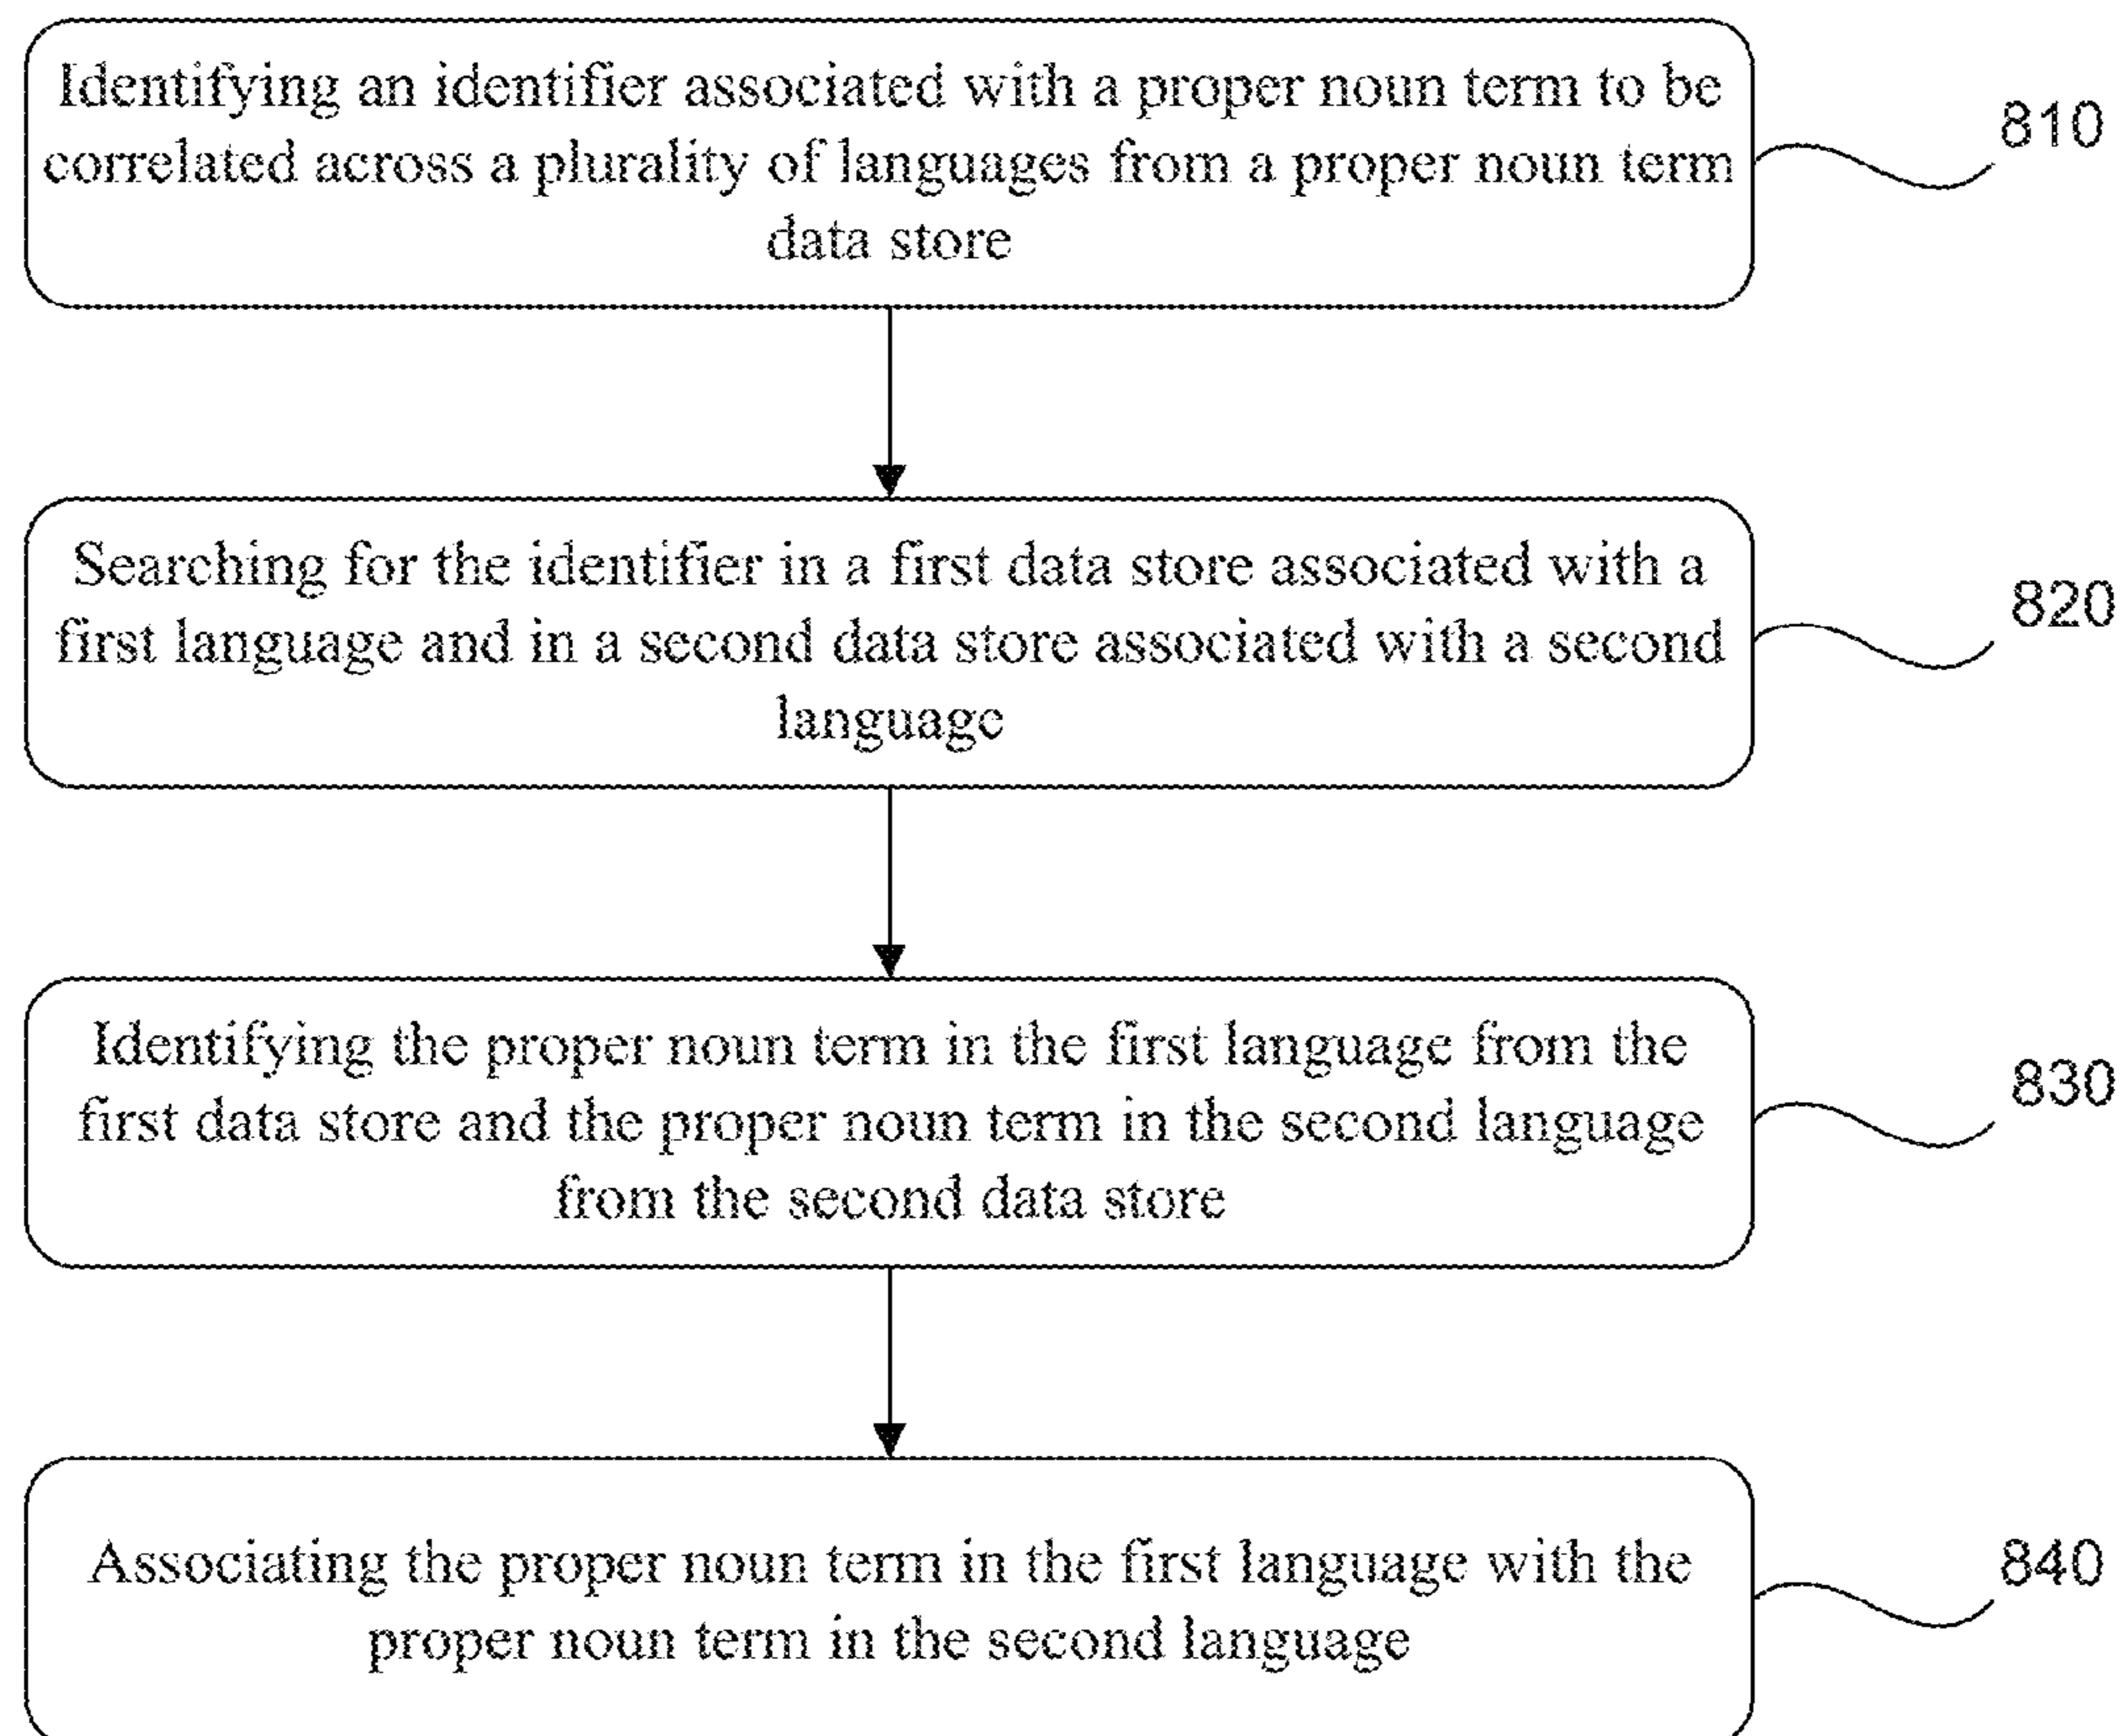 Identifying an identifier associated with a proper noun term to be
correlated across a plurality of languages from a proper noun term
data store
810
Searching for the identifier in a first data store associated with a
first language and in a second data store associated with a second
language
820
Identifying the proper noun term in the first language from the
first data store and the proper noun term in the second language
from the second data store
830
Associating the proper noun term in the first language with the
proper noun term in the second language
840